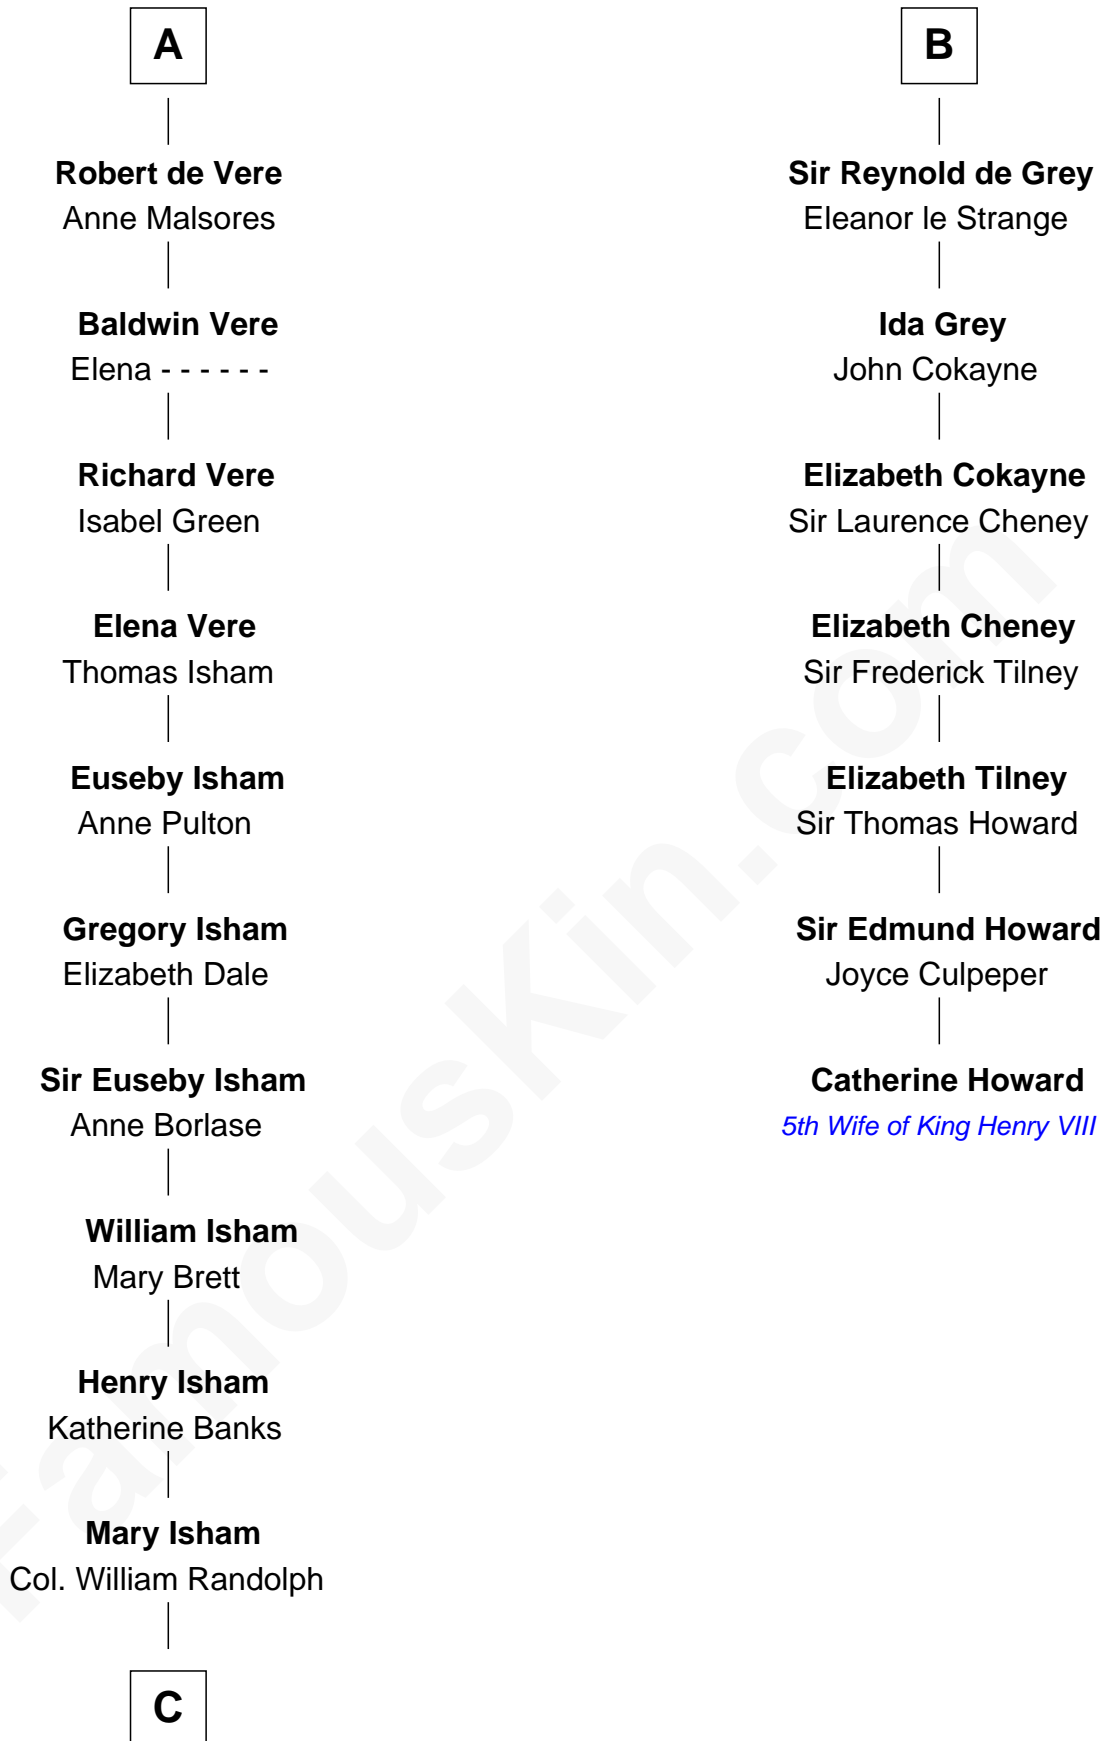 A
Robert de Vere
Anne Malsores
Baldwin Vere
Elena - - - - - -
Richard Vere
Isabel Green
Elena Vere
Thomas Isham
Euseby Isham
Anne Pulton
Gregory Isham
Elizabeth Dale
Sir Euseby Isham
Anne Borlase
William Isham
Mary Brett
Henry Isham
Katherine Banks
Mary Isham
Col. William Randolph
C
B
Sir Reynold de Grey
Eleanor le Strange
Ida Grey
John Cokayne
Elizabeth Cokayne
Sir Laurence Cheney
Elizabeth Cheney
Sir Frederick Tilney
Elizabeth Tilney
Sir Thomas Howard
Sir Edmund Howard
Joyce Culpeper
Catherine Howard
5th Wife of King Henry VIII
FamousKin.com